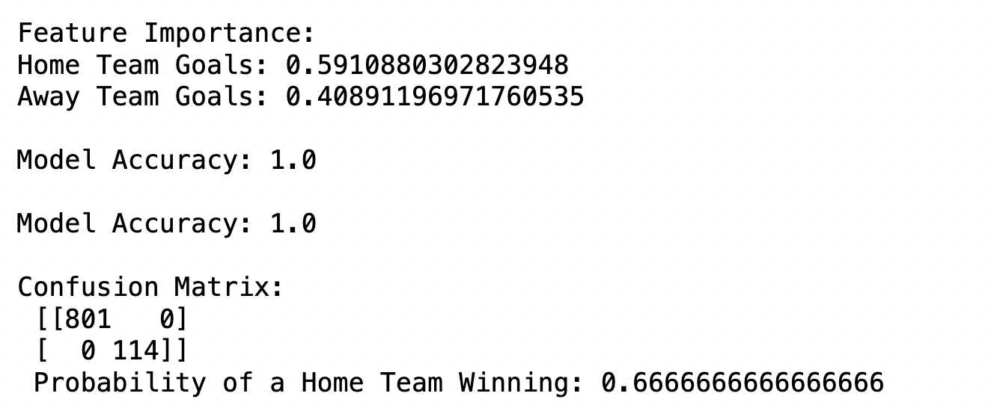 Feature Importance:
Home Team Goals: 0.5910880302823948
Away Team Goals: 0.40891196971760535
Model Accuracy: 1.0
Model Accuracy: 1.0
Confusion Matrix:
[[801   0]
[  0 114]]
Probability of a Home Team Winning: 0.6666666666666666